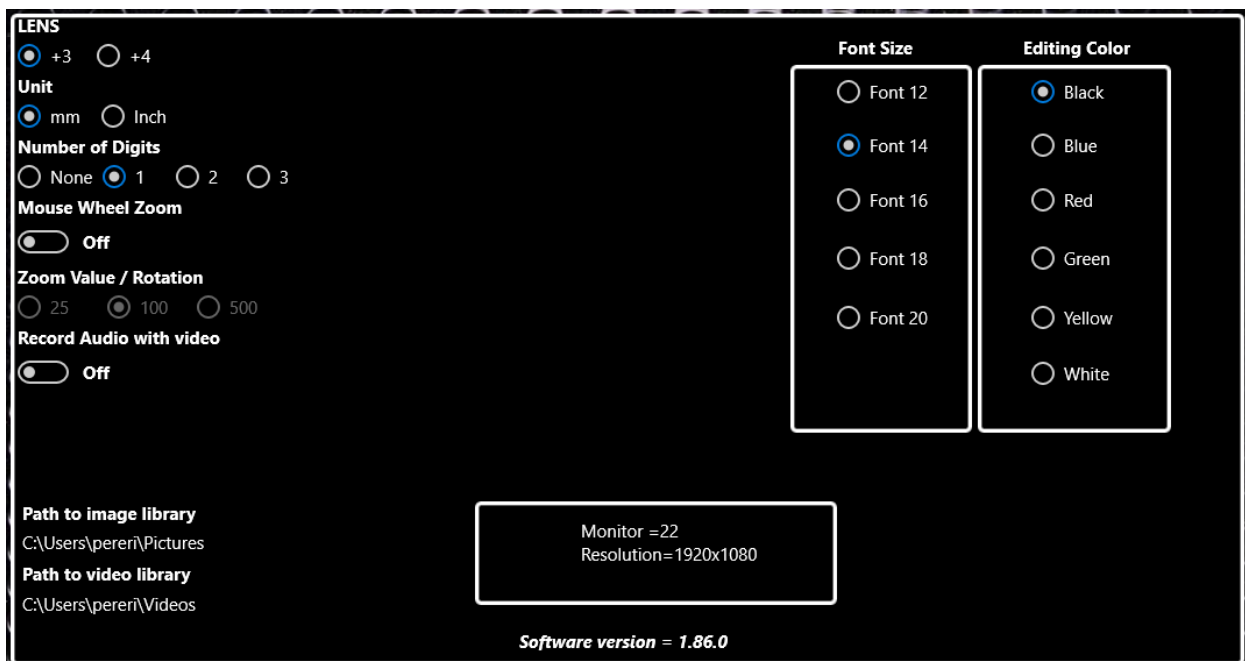 LENS
+3 +4
Unit
mm Inch
Number of Digits
None 1 2 3
Mouse Wheel Zoom
Off
Zoom Value / Rotation
25 100 500
Record Audio with video
Off
Font Size
Font 12
Font 14
Font 16
Font 18
Font 20
Editing Color
Black
Blue
Red
Green
Yellow
White
Path to image library
C:\Users\pereri\Pictures
Path to video library
C:\Users\pereri\Videos
Monitor =22
Resolution=1920x1080
Software version = 1.86.0